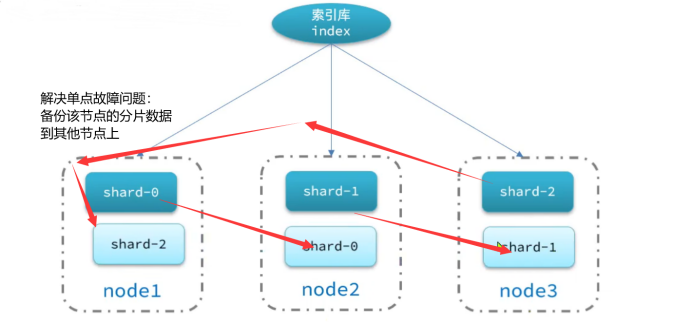 索引库
index
解决单点故障问题：
备份该节点的分片数据
到其他节点上
shard-0
shard-1
shard-2
shard-2
shard-0
shard-1
node1
node2
node3